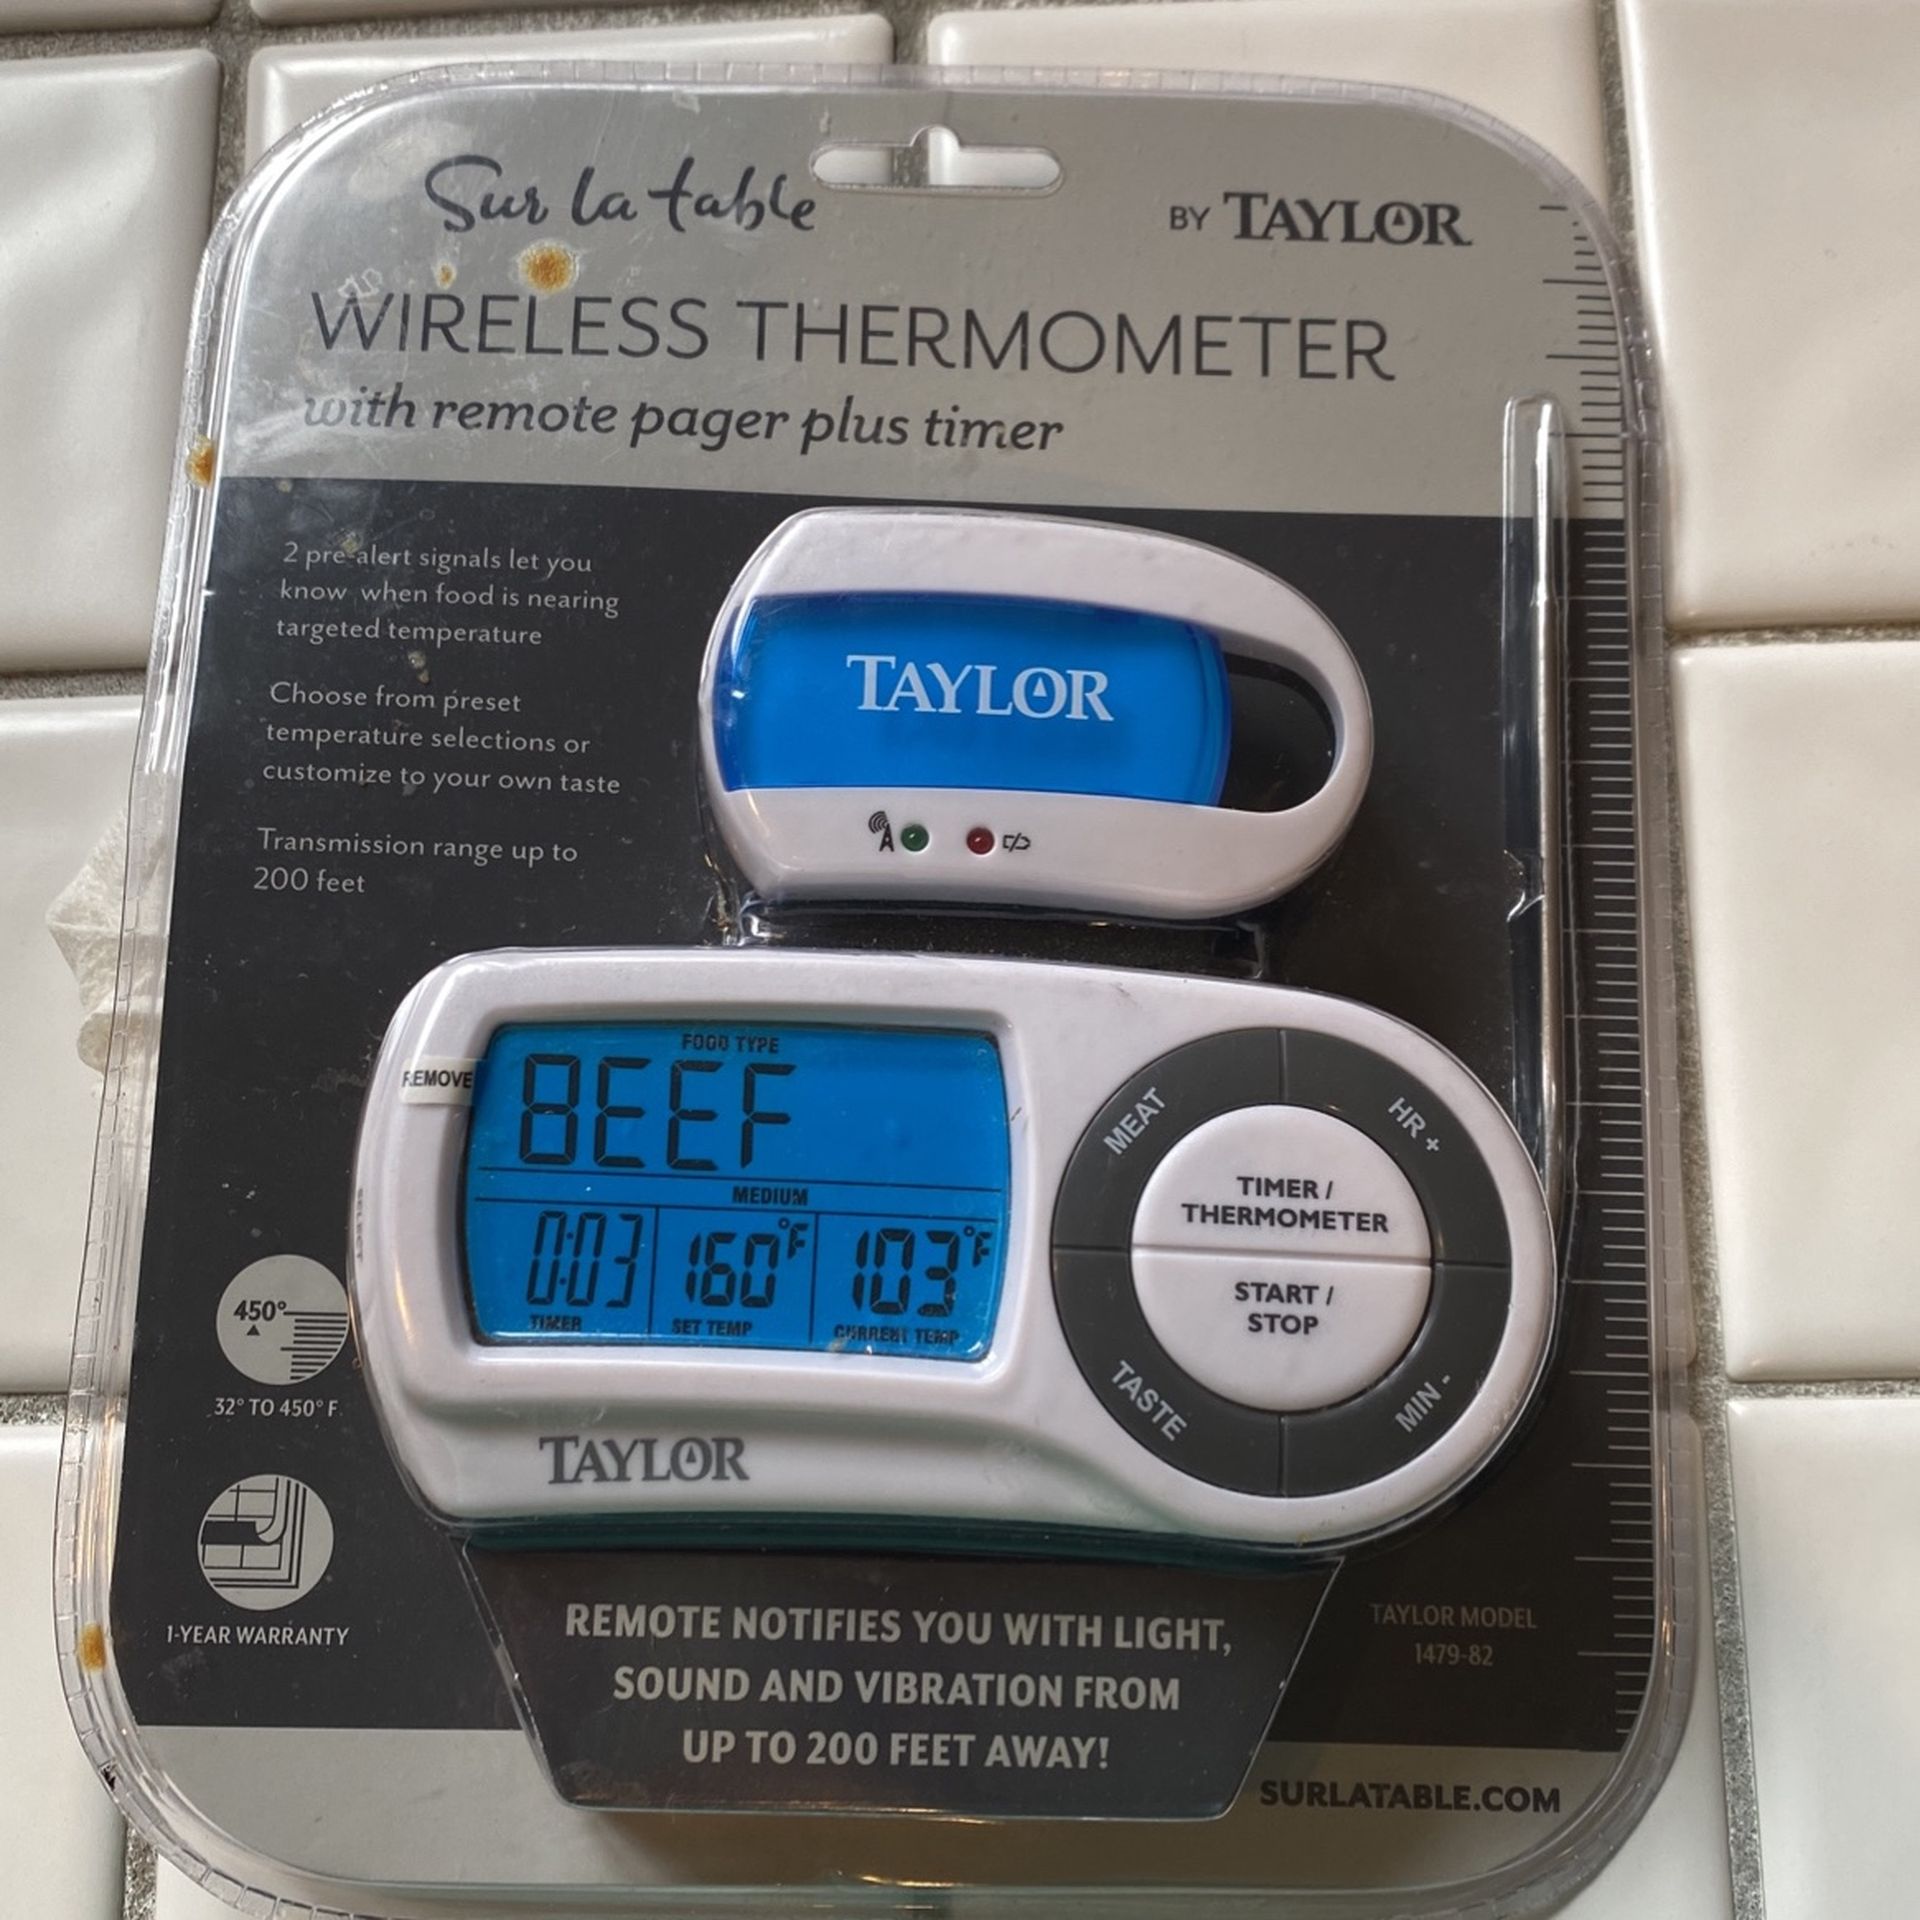 Sur la table
BY TAYLOR
WIRELESS THERMOMETER
with remote pager plus timer
2 pre-alert signals let you
know when food is nearing
targeted temperature
Choose from preset
temperature selections or
customize to your own taste
Transmission range up to
200 feet
TAYLOR
REMOVE
FOOD TYPE
BEEF
MEDIUM
0:03 160°F 103°F
TIMER SET TEMP CURRENT TEMP
MEAT
HR +
TIMER /
THERMOMETER
START /
STOP
TASTE
MIN -
SELECT
TAYLOR
450°
32° TO 450° F
1-YEAR WARRANTY
REMOTE NOTIFIES YOU WITH LIGHT,
SOUND AND VIBRATION FROM
UP TO 200 FEET AWAY!
TAYLOR MODEL
1479-82
SURLATABLE.COM